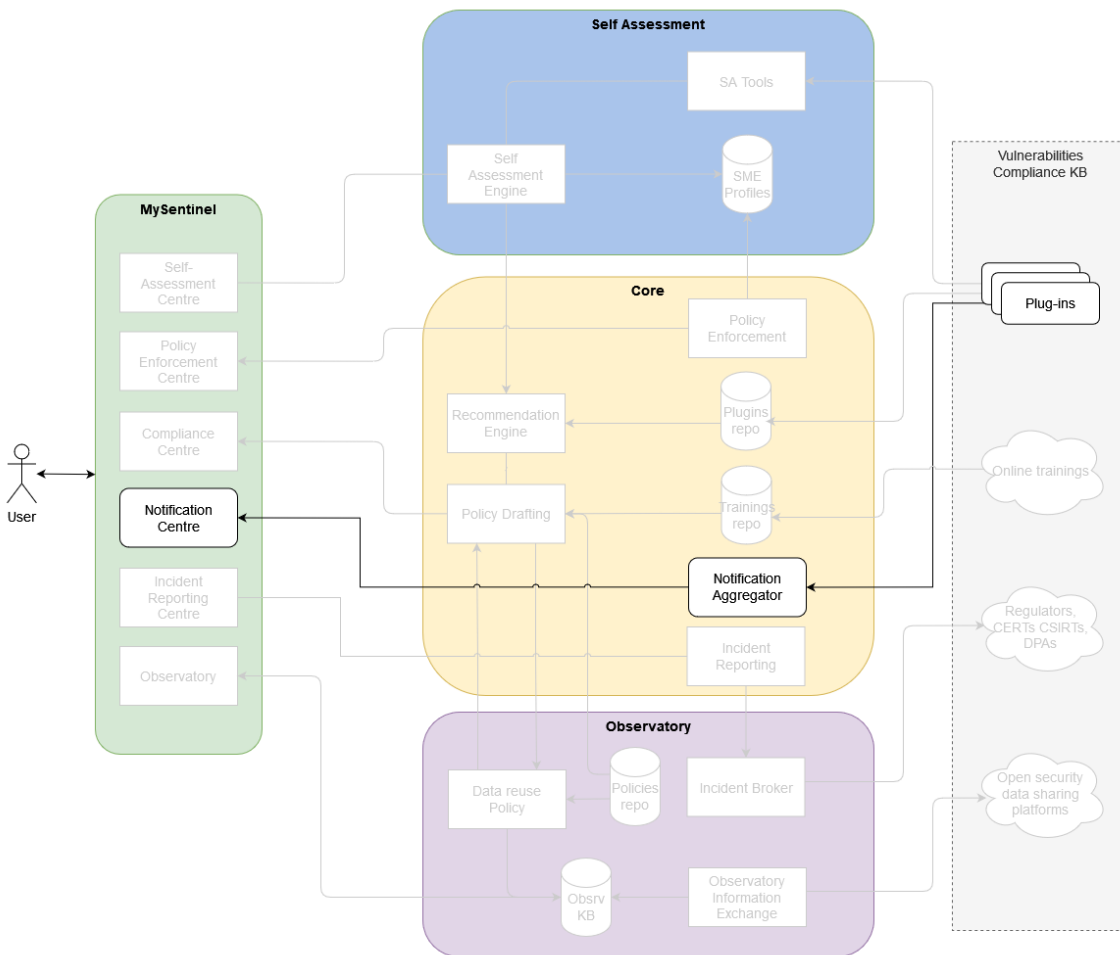 Self Assessment
SA Tools
Self
Assessment
Engine
SME
Profiles
Vulnerabilities
Compliance KB
MySentinel
Self-
Assessment
Centre
Policy
Enforcement
Centre
Compliance
Centre
Notification
Centre
Incident
Reporting
Centre
Observatory
User
Core
Policy
Enforcement
Recommendation
Engine
Plugins
repo
Policy Drafting
Trainings
repo
Notification
Aggregator
Incident
Reporting
Plug-ins
Online trainings
Regulators,
CERTs CSIRTs,
DPAs
Open security
data sharing
platforms
Observatory
Data reuse
Policy
Policies
repo
Incident Broker
Obsrv
KB
Observatory
Information
Exchange